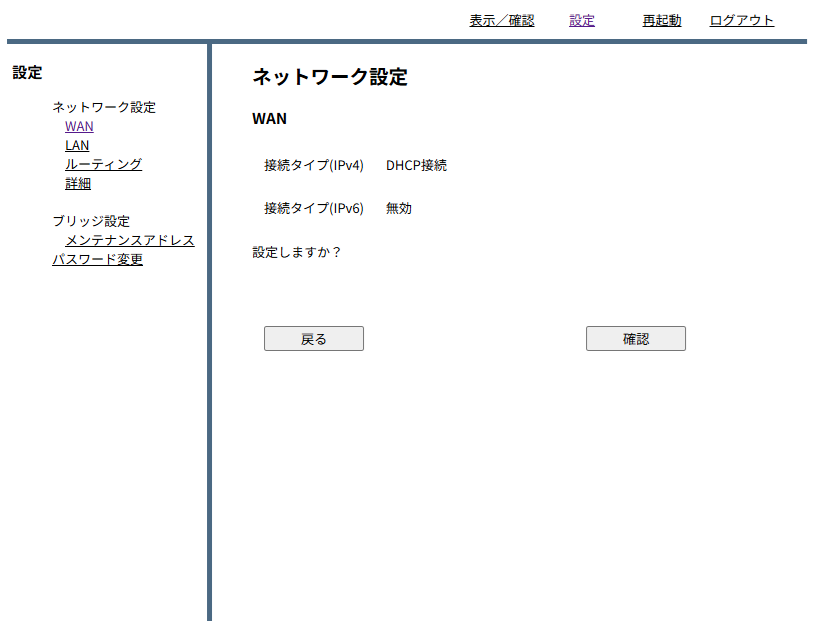 表示／確認 設定 再起動 ログアウト
設定
ネットワーク設定
WAN
LAN
ルーティング
詳細
ブリッジ設定
メンテナンスアドレス
パスワード変更
ネットワーク設定
WAN
接続タイプ(IPv4) DHCP接続
接続タイプ(IPv6) 無効
設定しますか？
戻る 確認